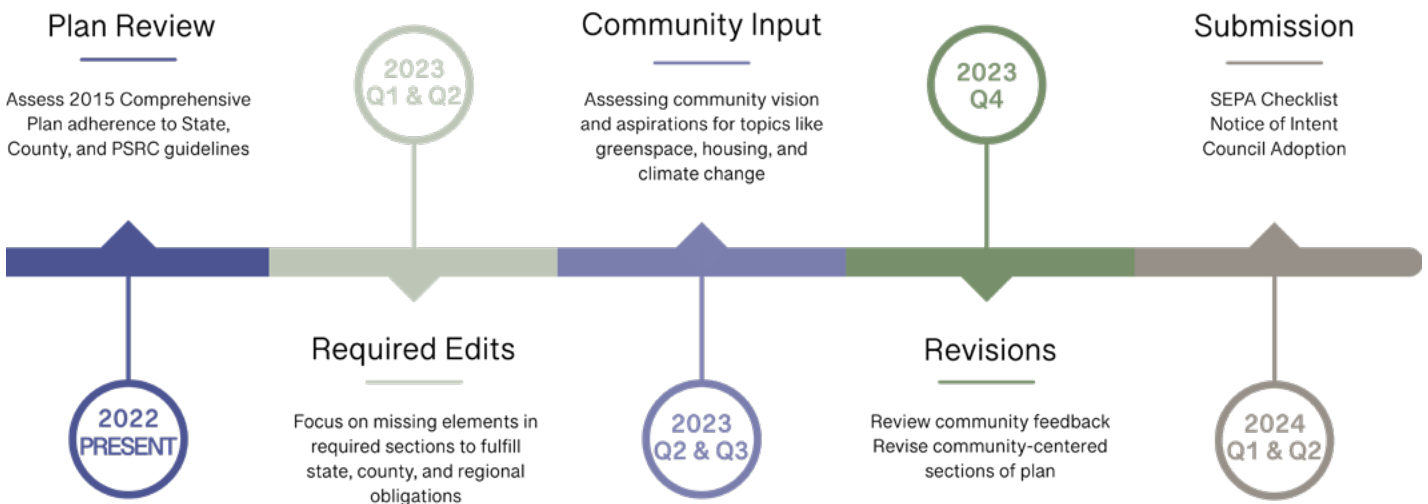 Plan Review
Assess 2015 Comprehensive
Plan adherence to State,
County, and PSRC guidelines
2022
PRESENT
2023
Q1 & Q2
Required Edits
Focus on missing elements in
required sections to fulfill
state, county, and regional
obligations
Community Input
Assessing community vision
and aspirations for topics like
greenspace, housing, and
climate change
2023
Q2 & Q3
2023
Q4
Revisions
Review community feedback
Revise community-centered
sections of plan
Submission
SEPA Checklist
Notice of Intent
Council Adoption
2024
Q1 & Q2